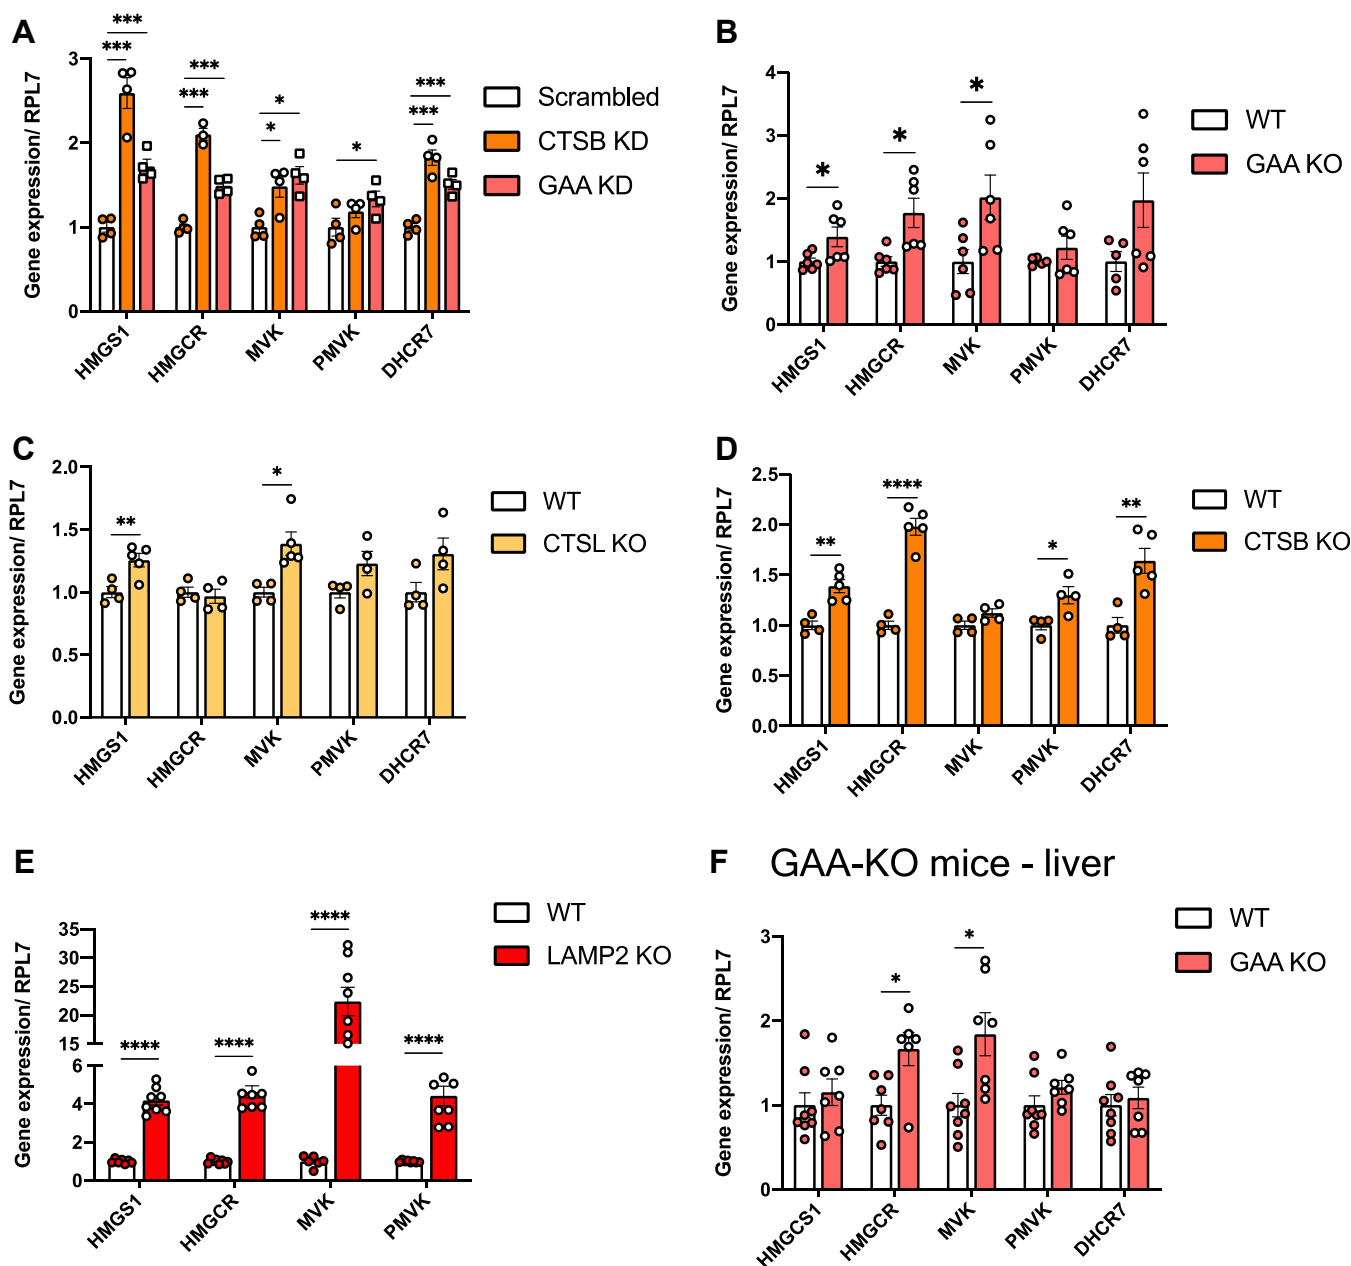 A
Gene expression/ RPL7
3
2
1
0
***
***
***
***
*
*
*
***
***
HMGS1
HMGCR
MVK
PMVK
DHCR7
Scrambled
CTSB KD
GAA KD
B
Gene expression/ RPL7
4
3
2
1
0
*
*
*
HMGS1
HMGCR
MVK
PMVK
DHCR7
WT
GAA KO
C
Gene expression/ RPL7
2.0
1.5
1.0
0.5
0.0
**
*
HMGS1
HMGCR
MVK
PMVK
DHCR7
WT
CTSL KO
D
Gene expression/ RPL7
2.5
2.0
1.5
1.0
0.5
0.0
**
****
*
**
HMGS1
HMGCR
MVK
PMVK
DHCR7
WT
CTSB KO
E
Gene expression/ RPL7
35
30
25
20
15
6
4
2
0
****
****
****
****
HMGS1
HMGCR
MVK
PMVK
WT
LAMP2 KO
F
GAA-KO mice - liver
Gene expression/ RPL7
3
2
1
0
*
*
HMGCS1
HMGCR
MVK
PMVK
DHCR7
WT
GAA KO